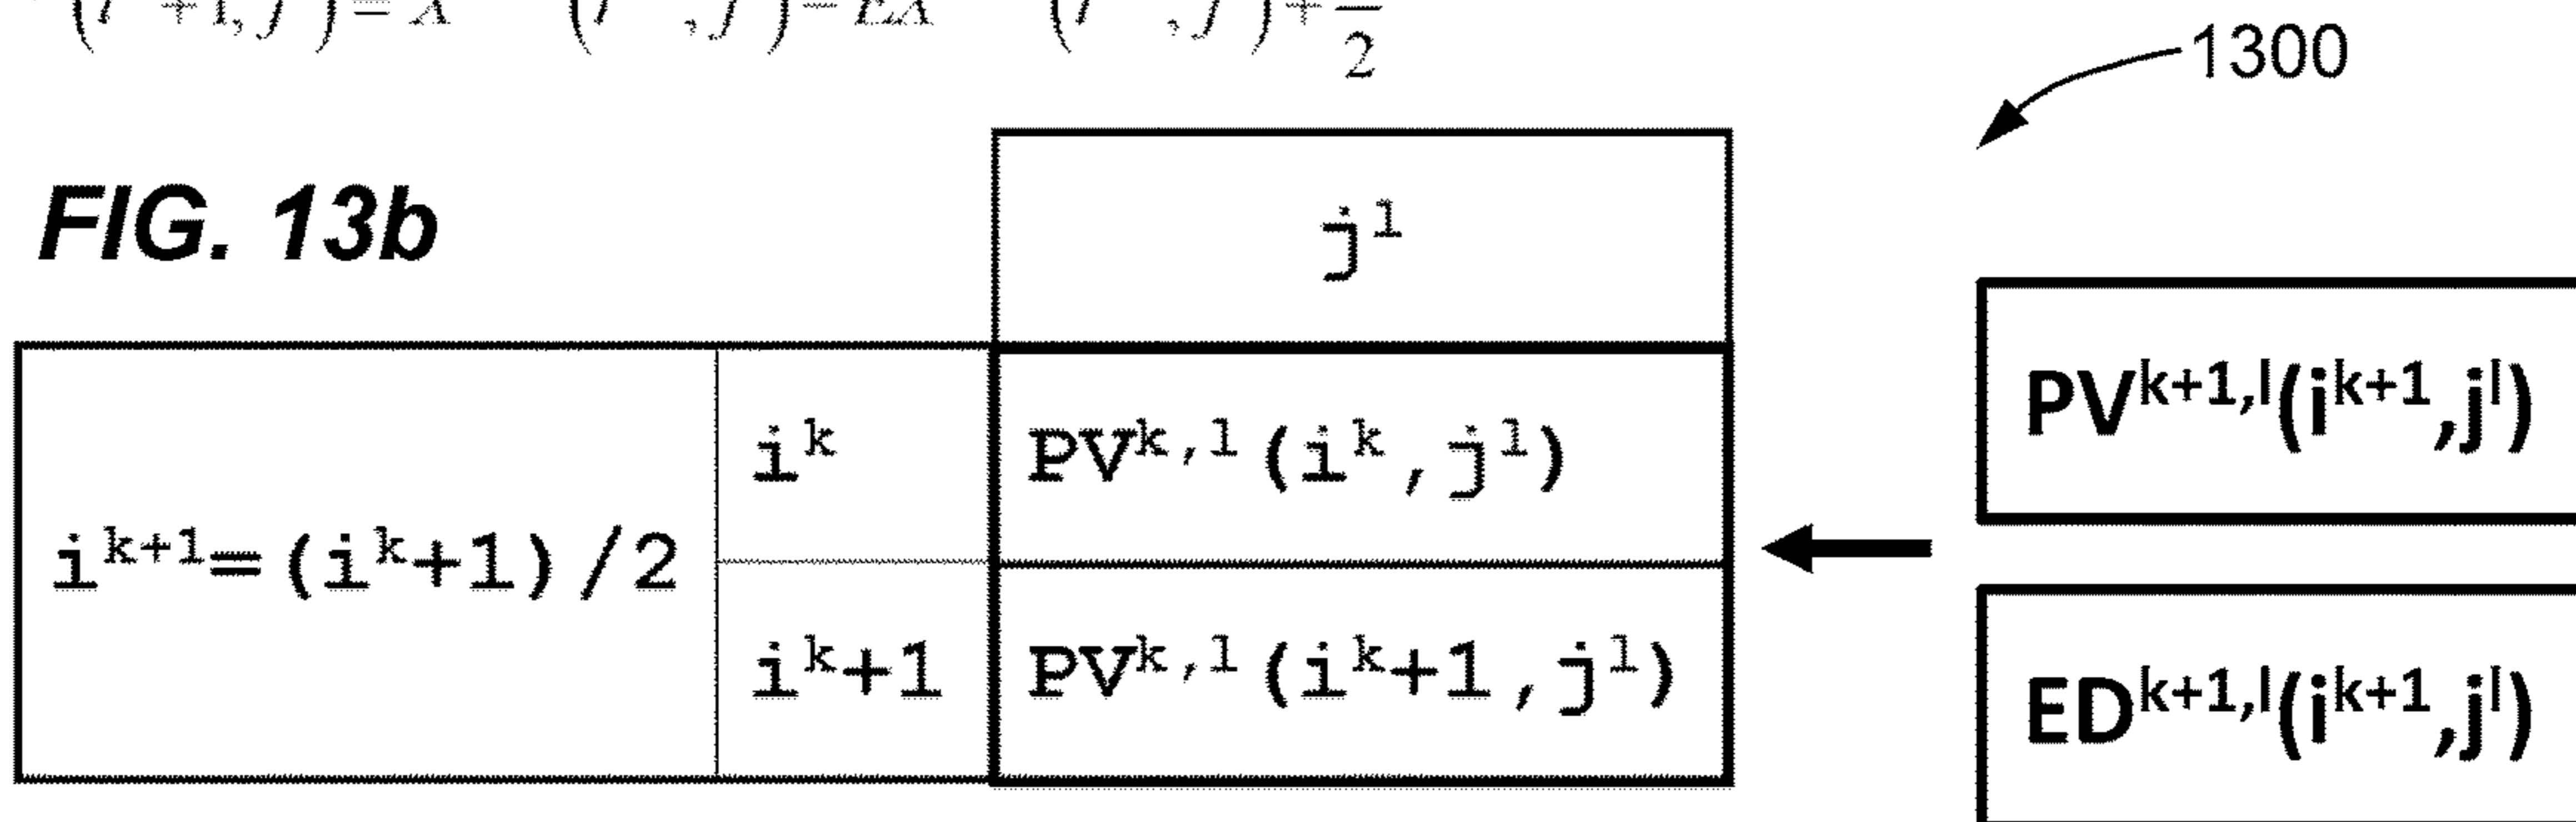 1300
FIG. 13b
j^l
i^{k+1}=(i^k+1)/2
i^k
PV^{k,l}(i^k,j^l)
i^k+1
PV^{k,l}(i^k+1,j^l)
PV^{k+1,l}(i^{k+1},j^l)
ED^{k+1,l}(i^{k+1},j^l)